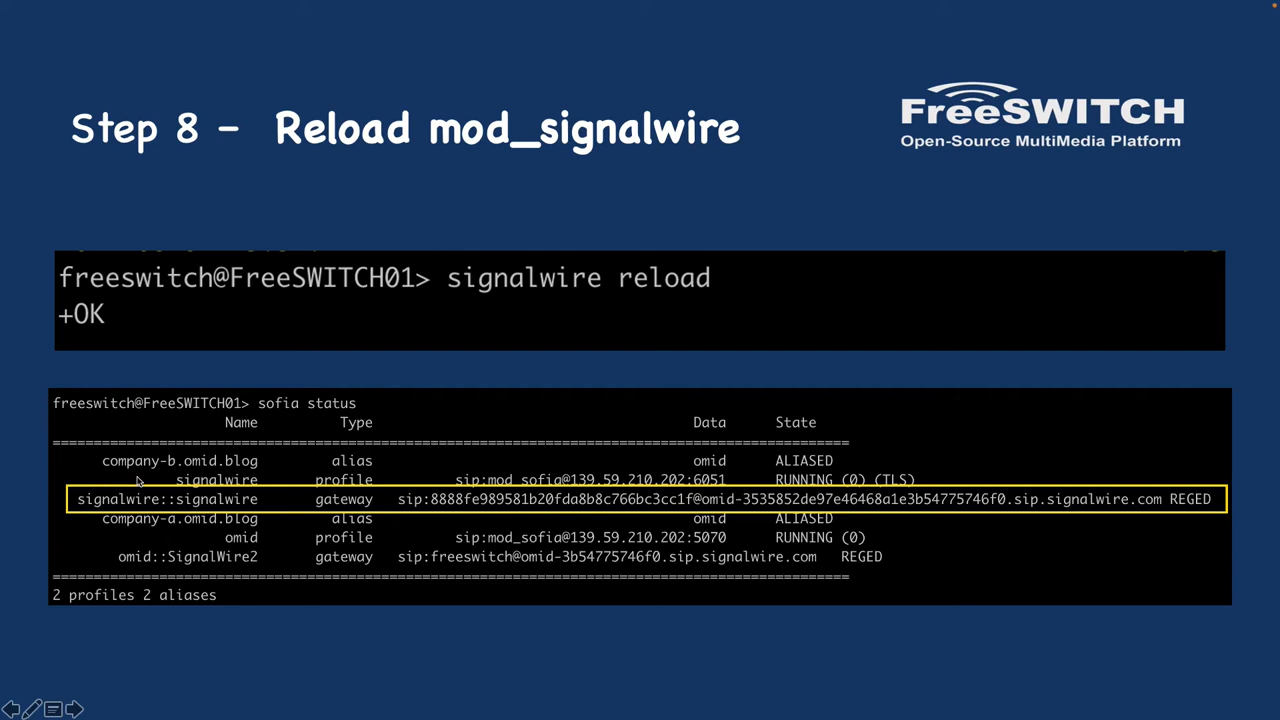 Step 8 - Reload mod_signalwire
FreeSWITCH
Open-Source MultiMedia Platform
freeswitch@FreeSWITCH01> signalwire reload
+OK
freeswitch@FreeSWITCH01> sofia status
Name Type Data State
=================================================================================================
company-b.omid.blog alias omid ALIASED
signalwire profile sip:mod_sofia@139.59.210.202:6051 RUNNING (0) (TLS)
signalwire::signalwire gateway sip:8888fe989581b20fda8b8c766bc3cc1f@omid-3535852de97e46468a1e3b54775746f0.sip.signalwire.com REGED
company-a.omid.blog alias omid ALIASED
omid profile sip:mod_sofia@139.59.210.202:5070 RUNNING (0)
omid::SignalWire2 gateway sip:freeswitch@omid-3b54775746f0.sip.signalwire.com REGED
=================================================================================================
2 profiles 2 aliases